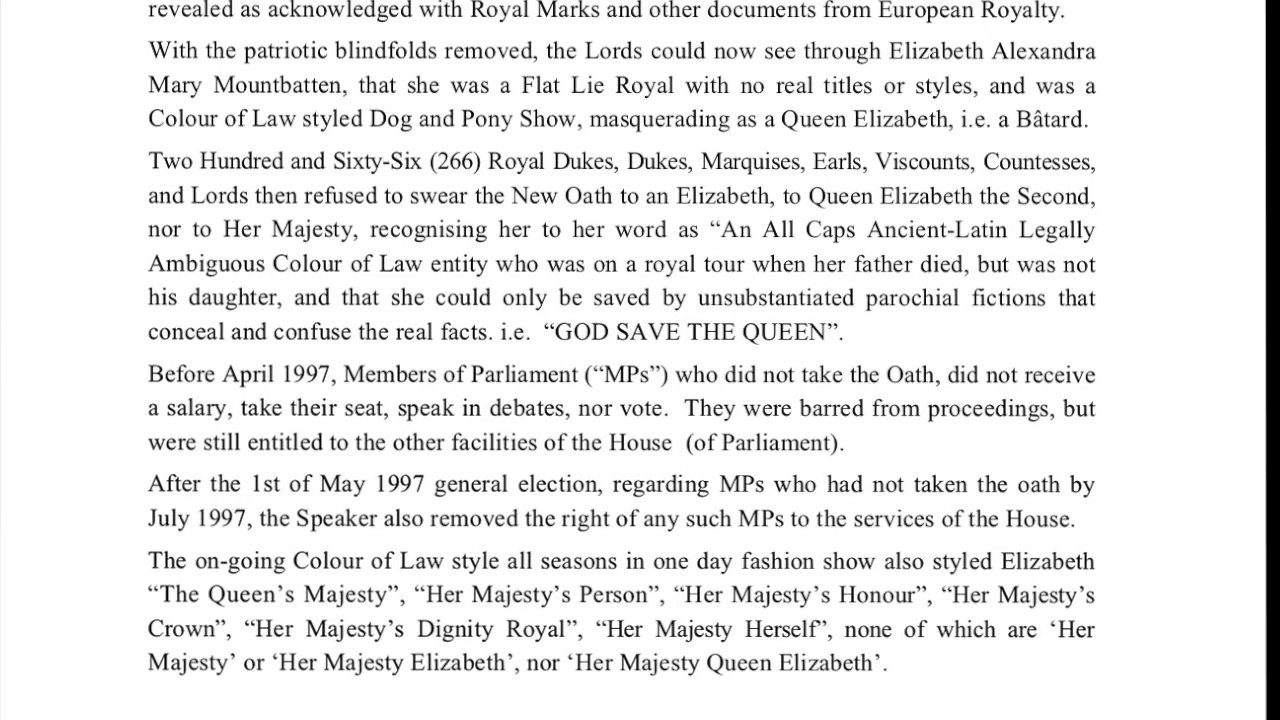 revealed as acknowledged with Royal Marks and other documents from European Royalty.
With the patriotic blindfolds removed, the Lords could now see through Elizabeth Alexandra
Mary Mountbatten, that she was a Flat Lie Royal with no real titles or styles, and was a
Colour of Law styled Dog and Pony Show, masquerading as a Queen Elizabeth, i.e. a Bâtard.
Two Hundred and Sixty-Six (266) Royal Dukes, Dukes, Marquises, Earls, Viscounts, Countesses,
and Lords then refused to swear the New Oath to an Elizabeth, to Queen Elizabeth the Second,
nor to Her Majesty, recognising her to her word as “An All Caps Ancient-Latin Legally
Ambiguous Colour of Law entity who was on a royal tour when her father died, but was not
his daughter, and that she could only be saved by unsubstantiated parochial fictions that
conceal and confuse the real facts. i.e.  “GOD SAVE THE QUEEN”.
Before April 1997, Members of Parliament (“MPs”) who did not take the Oath, did not receive
a salary, take their seat, speak in debates, nor vote.  They were barred from proceedings, but
were still entitled to the other facilities of the House  (of Parliament).
After the 1st of May 1997 general election, regarding MPs who had not taken the oath by
July 1997, the Speaker also removed the right of any such MPs to the services of the House.
The on-going Colour of Law style all seasons in one day fashion show also styled Elizabeth
“The Queen’s Majesty”, “Her Majesty’s Person”, “Her Majesty’s Honour”, “Her Majesty’s
Crown”, “Her Majesty’s Dignity Royal”, “Her Majesty Herself”, none of which are ‘Her
Majesty’ or ‘Her Majesty Elizabeth’, nor ‘Her Majesty Queen Elizabeth’.